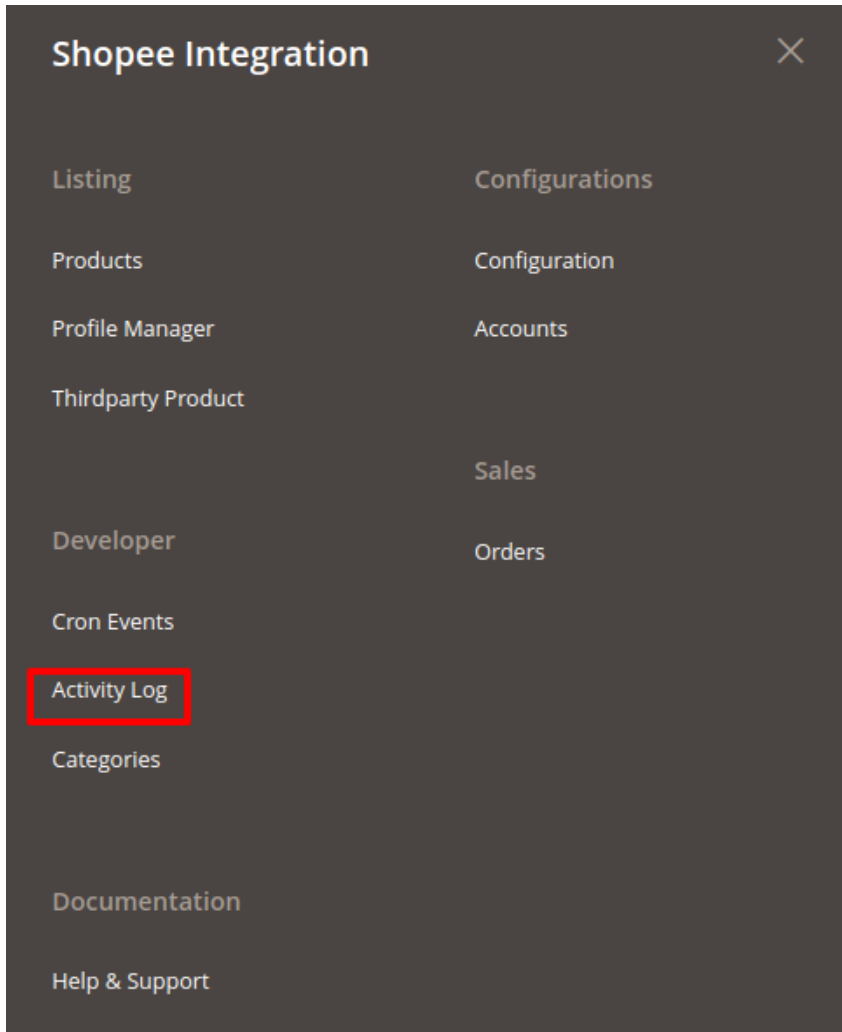 Shopee Integration
Listing
Products
Profile Manager
Thirdparty Product
Developer
Cron Events
Activity Log
Categories
Documentation
Help & Support
Configurations
Configuration
Accounts
Sales
Orders